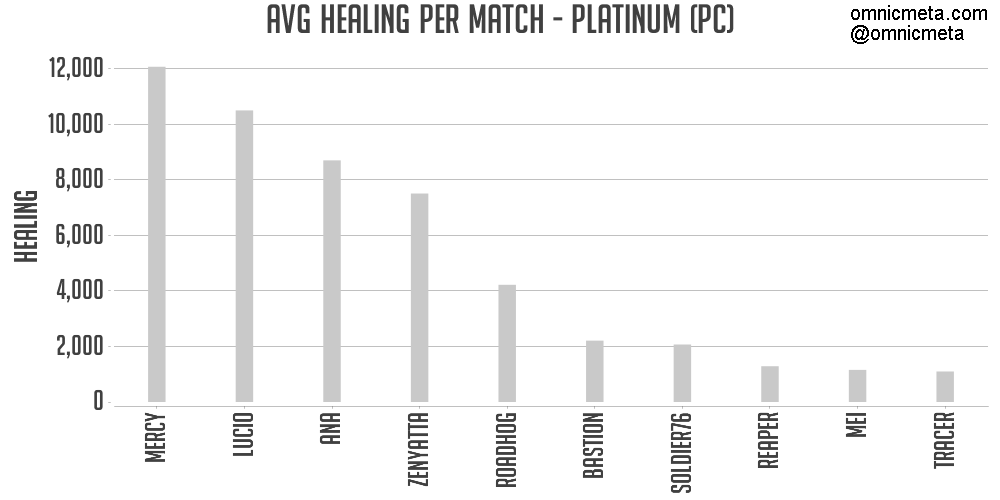 AVG HEALING PER MATCH - PLATINUM (PC)
omnicmeta.com
@omnicmeta
HEALING
12,000
10,000
8,000
6,000
4,000
2,000
0
MERCY
LUCIO
ANA
ZENYATTA
ROADHOG
BASTION
SOLDIER76
REAPER
MEI
TRACER